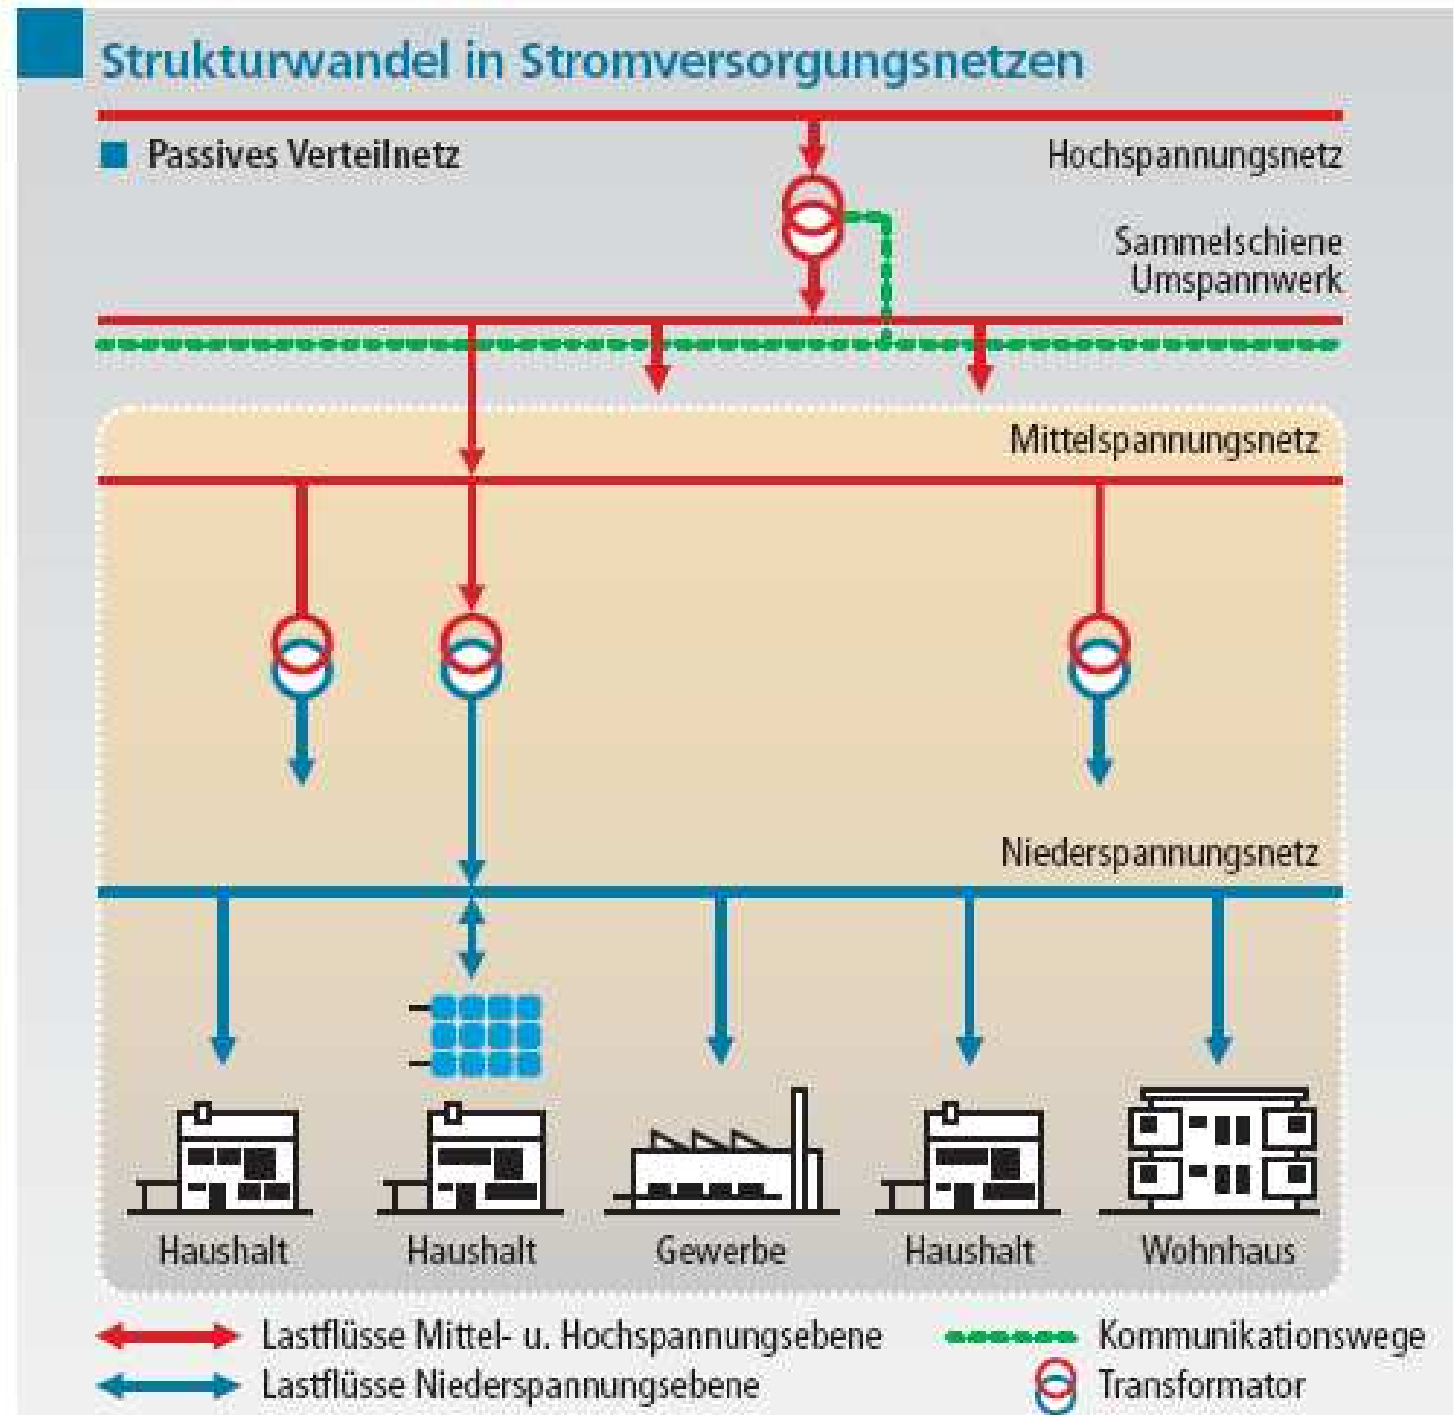 Strukturwandel in Stromversorgungsnetzen
Passives Verteilnetz
Hochspannungsnetz
Sammelschiene
Umspannwerk
Mittelspannungsnetz
Niederspannungsnetz
Haushalt
Haushalt
Gewerbe
Haushalt
Wohnhaus
Lastflüsse Mittel- u. Hochspannungsebene
Kommunikationswege
Lastflüsse Niederspannungsebene
Transformator